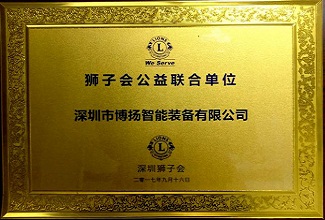 LIONS
L
We Serve
狮子会公益联合单位
深圳市博扬智能装备有限公司
LIONS
L
深圳狮子会
二零一七年九月十六日